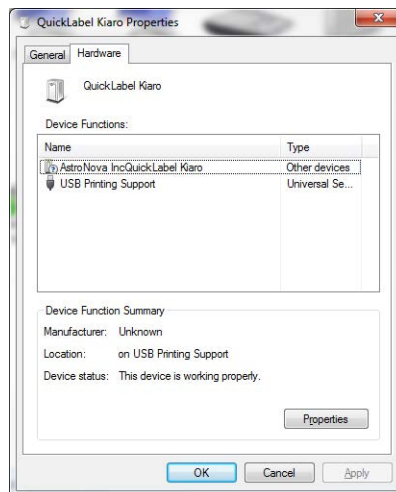 QuickLabel Kiaro Properties
General Hardware
QuickLabel Kiaro
Device Functions:
Name Type
AstroNova IncQuickLabel Kiaro Other devices
USB Printing Support Universal Se...
Device Function Summary
Manufacturer: Unknown
Location: on USB Printing Support
Device status: This device is working properly.
Properties
OK Cancel Apply